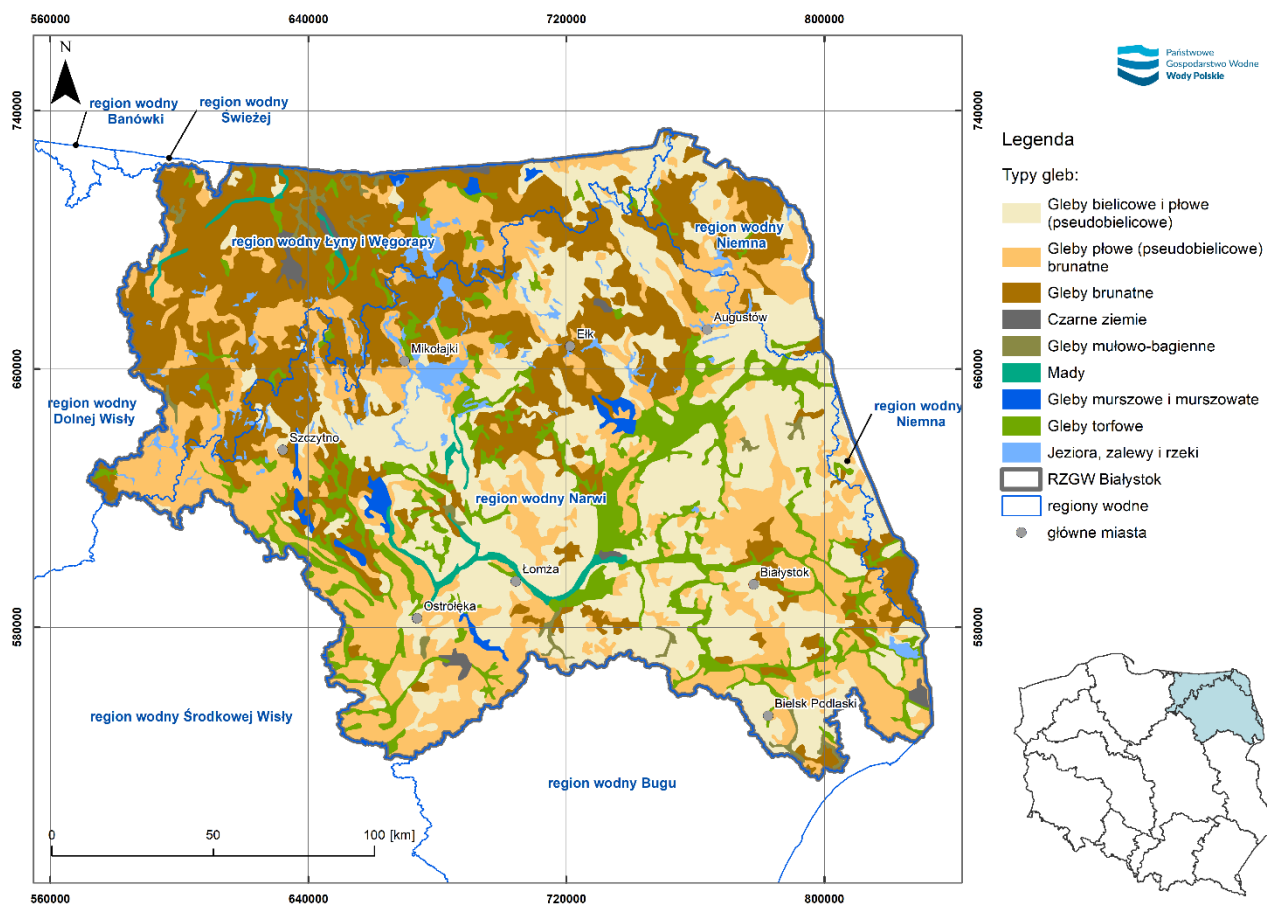 560000
640000
720000
800000
N
740000
740000
region wodny
Banówki
region wodny
Świeżej
region wodny Łyny i Węgorapy
region wodny
Niemna
Augustów
Ełk
Mikołajki
660000
660000
region wodny
Dolnej Wisły
region wodny
Niemna
Szczytno
region wodny Narwi
Łomża
Białystok
Ostrołęka
580000
580000
region wodny Środkowej Wisły
Bielsk Podlaski
region wodny Bugu
0
50
100 [km]
560000
640000
720000
800000
Państwowe
Gospodarstwo Wodne
Wody Polskie
Legenda
Typy gleb:
Gleby bielicowe i płowe
(pseudobielicowe)
Gleby płowe (pseudobielicowe)
brunatne
Gleby brunatne
Czarne ziemie
Gleby mułowo-bagienne
Mady
Gleby murszowe i murszowate
Gleby torfowe
Jeziora, zalewy i rzeki
RZGW Białystok
regiony wodne
główne miasta